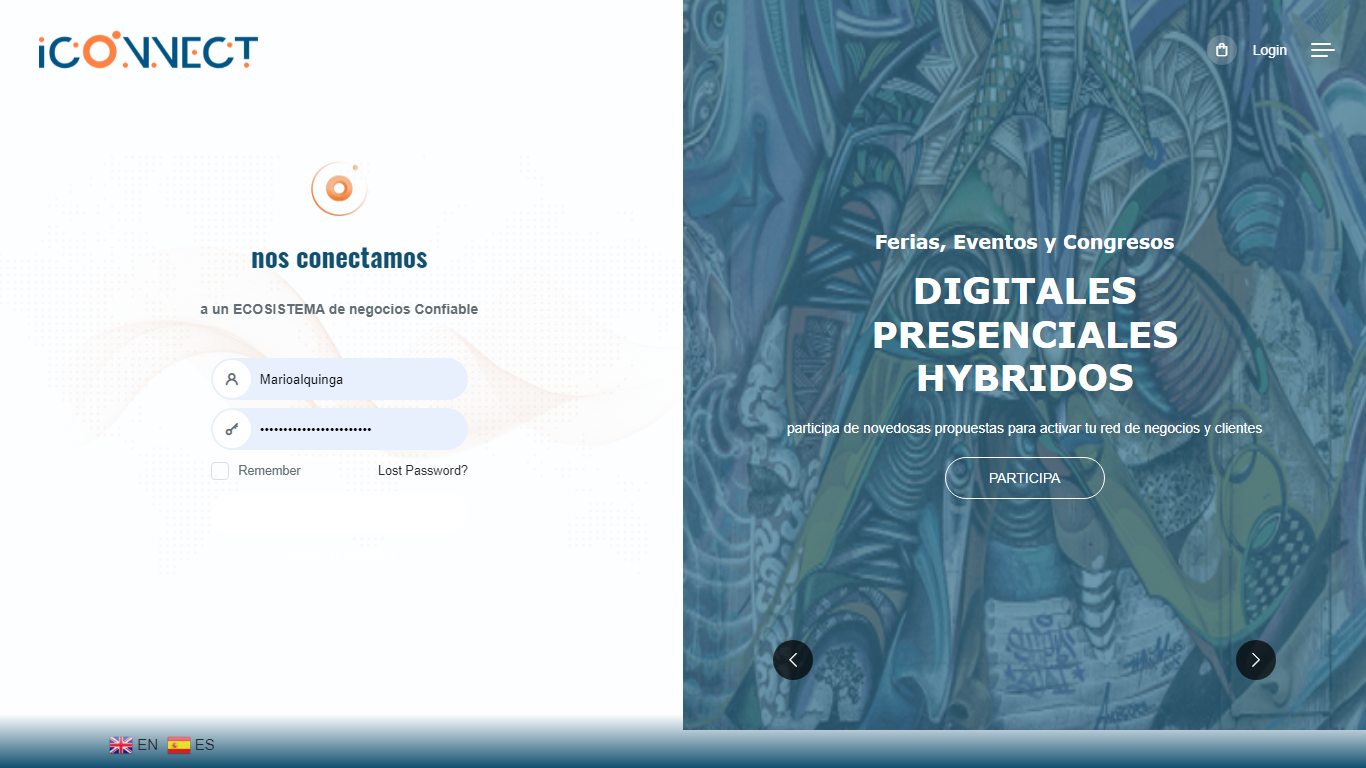 iCONNECT
Login
nos conectamos
a un ECOSISTEMA de negocios Confiable
Marioalquinga
••••••••••••••••••••••••
Remember
Lost Password?
Ferias, Eventos y Congresos
DIGITALES
PRESENCIALES
HYBRIDOS
participa de novedosas propuestas para activar tu red de negocios y clientes
PARTICIPA
EN
ES